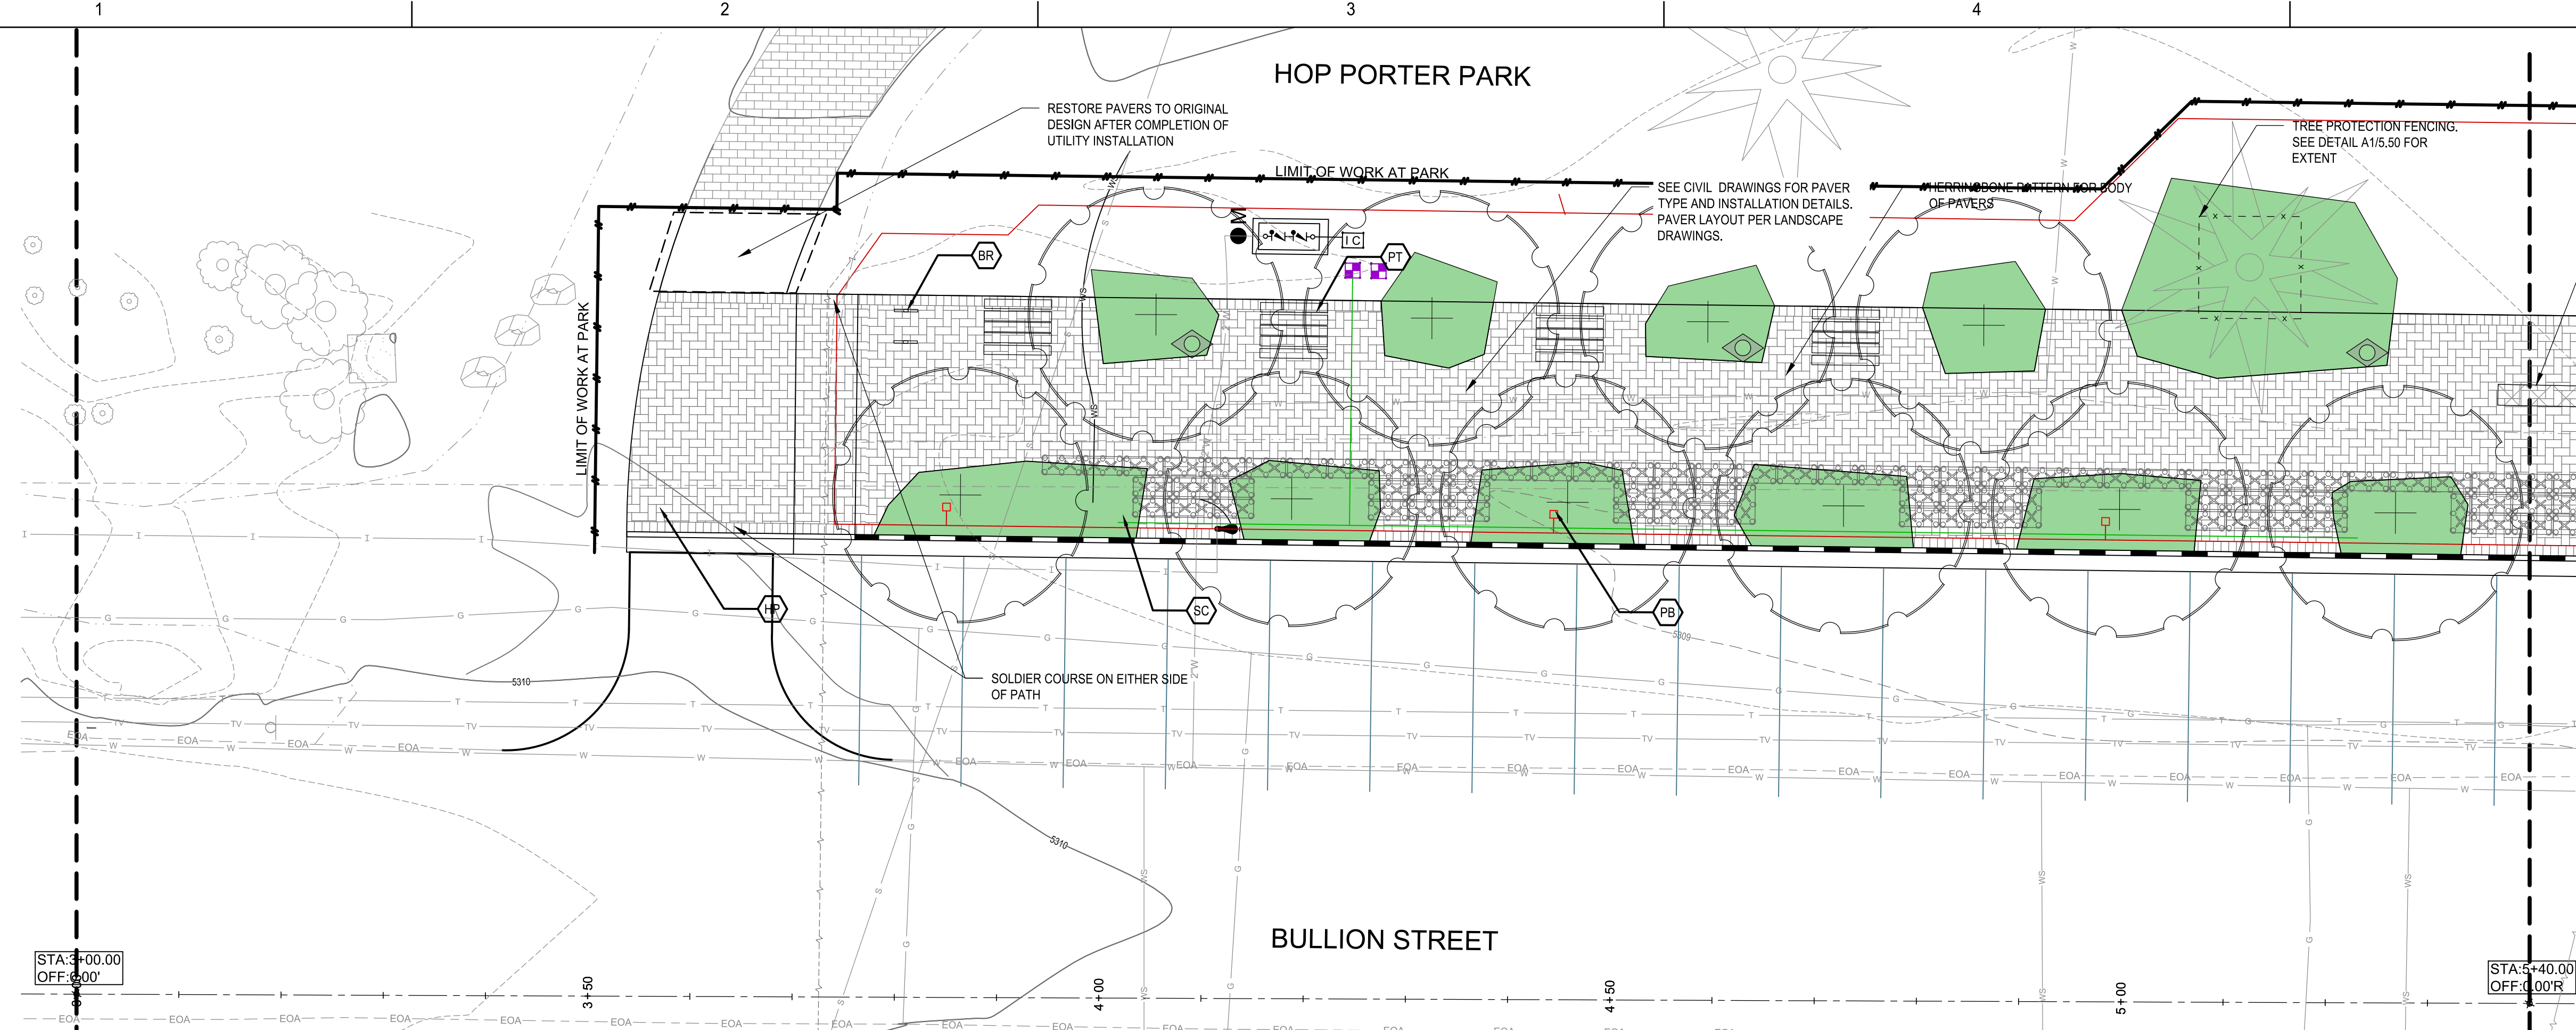 1
2
3
4
HOP PORTER PARK
RESTORE PAVERS TO ORIGINAL
DESIGN AFTER COMPLETION OF
UTILITY INSTALLATION
LIMIT OF WORK AT PARK
SEE CIVIL DRAWINGS FOR PAVER
TYPE AND INSTALLATION DETAILS.
PAVER LAYOUT PER LANDSCAPE
DRAWINGS.
HERRINGBONE PATTERN FOR BODY
OF PAVERS
TREE PROTECTION FENCING.
SEE DETAIL A1/5.50 FOR
EXTENT
M
I C
BR
PT
LIMIT OF WORK AT PARK
HP
SC
PB
5309
SOLDIER COURSE ON EITHER SIDE
OF PATH
5310
2"W
5310
BULLION STREET
STA:3+00.00
OFF:0.00'
3+50
4+00
4+50
5+00
STA:5+40.00
OFF:0.00'R